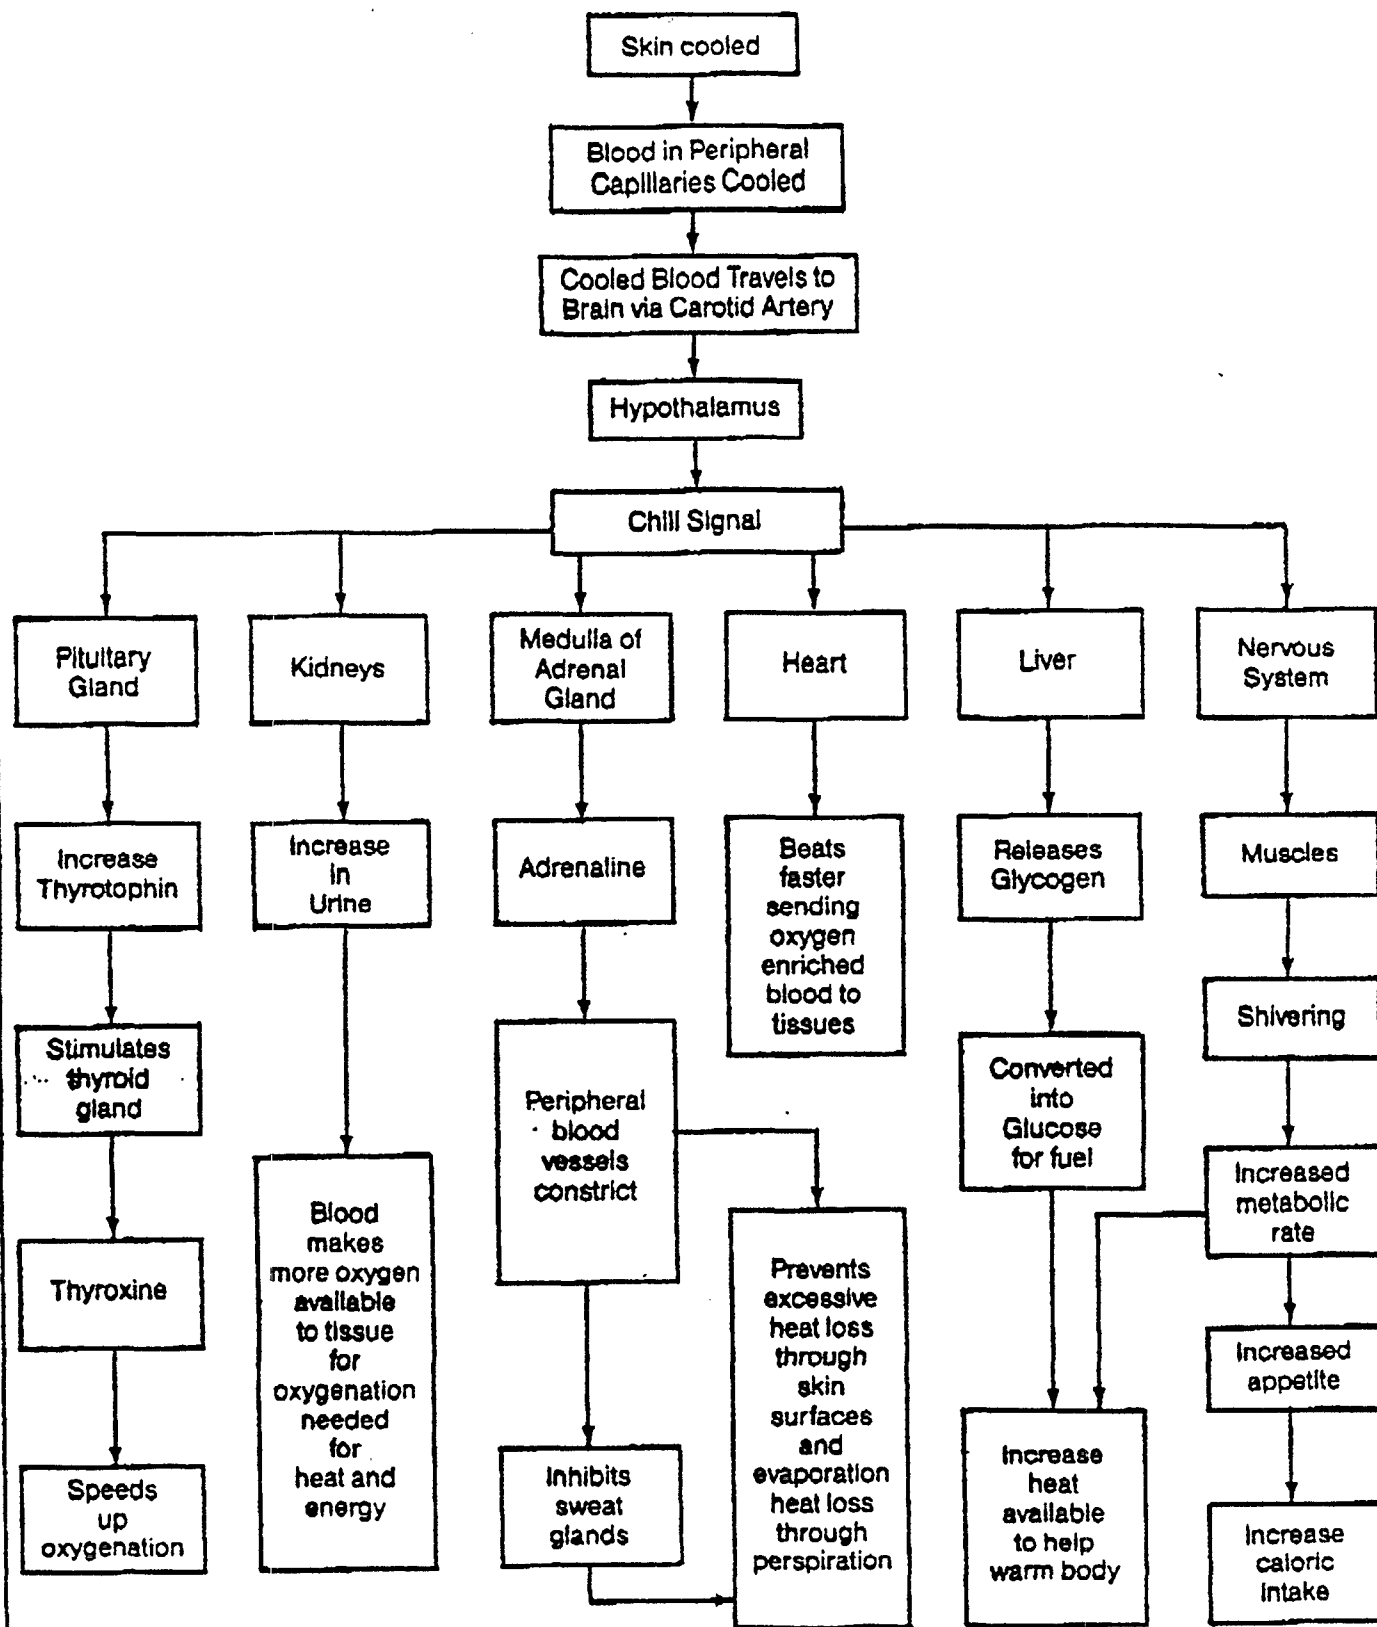 Skin cooled
Blood in Peripheral
Capillaries Cooled
Cooled Blood Travels to
Brain via Carotid Artery
Hypothalamus
Chill Signal
Pituitary
Gland
Kidneys
Medulla of
Adrenal
Gland
Heart
Liver
Nervous
System
Increase
Thyrotophin
Increase
in
Urine
Adrenaline
Beats
faster
sending
oxygen
enriched
blood to
tissues
Releases
Glycogen
Muscles
Shivering
Stimulates
thyroid
gland
Peripheral
blood
vessels
constrict
Converted
into
Glucose
for fuel
Increased
metabolic
rate
Blood
makes
more oxygen
available
to tissue
for
oxygenation
needed
for
heat and
energy
Thyroxine
Prevents
excessive
heat loss
through
skin
surfaces
and
evaporation
heat loss
through
perspiration
Increased
appetite
Speeds
up
oxygenation
Inhibits
sweat
glands
Increase
heat
available
to help
warm body
Increase
caloric
intake